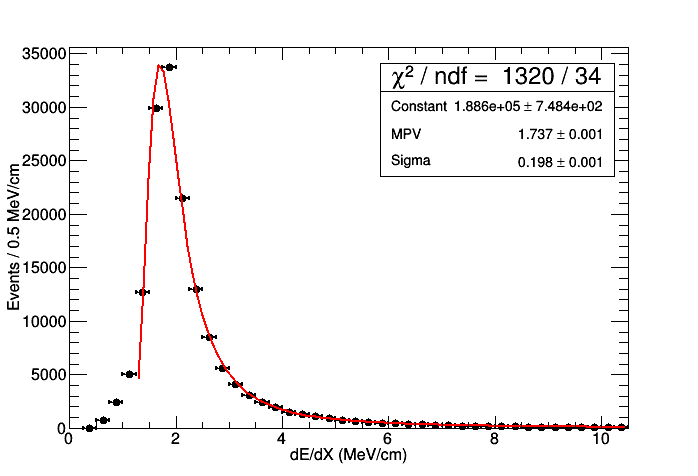 χ² / ndf = 1320 / 34
Constant 1.886e+05 ± 7.484e+02
MPV 1.737 ± 0.001
Sigma 0.198 ± 0.001
Events / 0.5 MeV/cm
35000
30000
25000
20000
15000
10000
5000
0
0 2 4 6 8 10
dE/dX (MeV/cm)